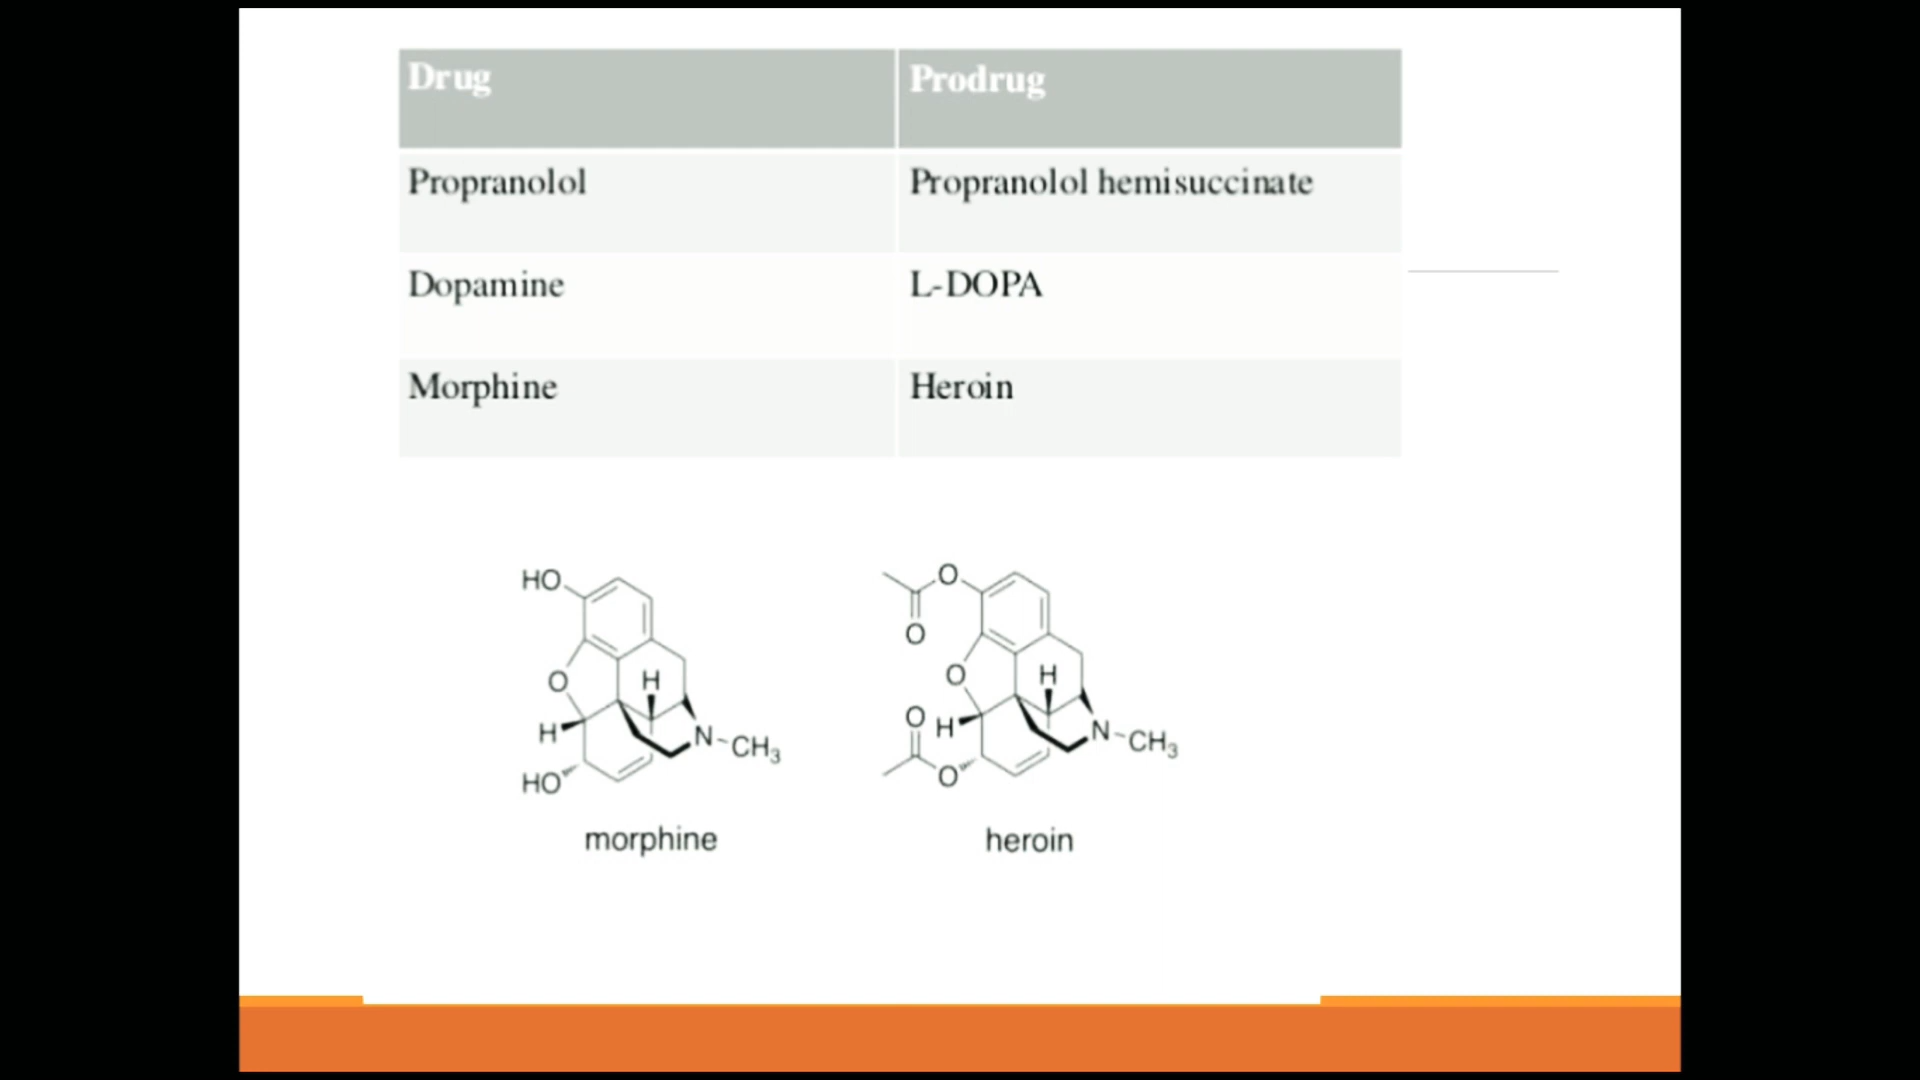 Drug Prodrug
Propranolol Propranolol hemisuccinate
Dopamine L-DOPA
Morphine Heroin
HO
O
H
H
N-CH3
HO
morphine
O
O
O
H
O H
N-CH3
O
heroin